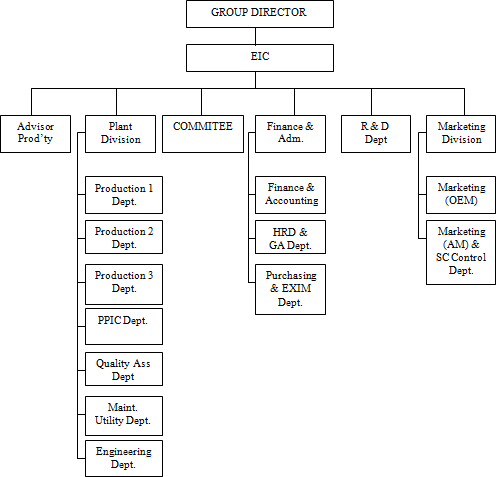 GROUP DIRECTOR
EIC
Advisor
Prod'ty
Plant
Division
COMMITEE
Finance &
Adm.
R & D
Dept
Marketing
Division
Production 1
Dept.
Production 2
Dept.
Production 3
Dept.
PPIC Dept.
Quality Ass
Dept
Maint.
Utility Dept.
Engineering
Dept.
Finance &
Accounting
HRD &
GA Dept.
Purchasing
& EXIM
Dept.
Marketing
(OEM)
Marketing
(AM) &
SC Control
Dept.